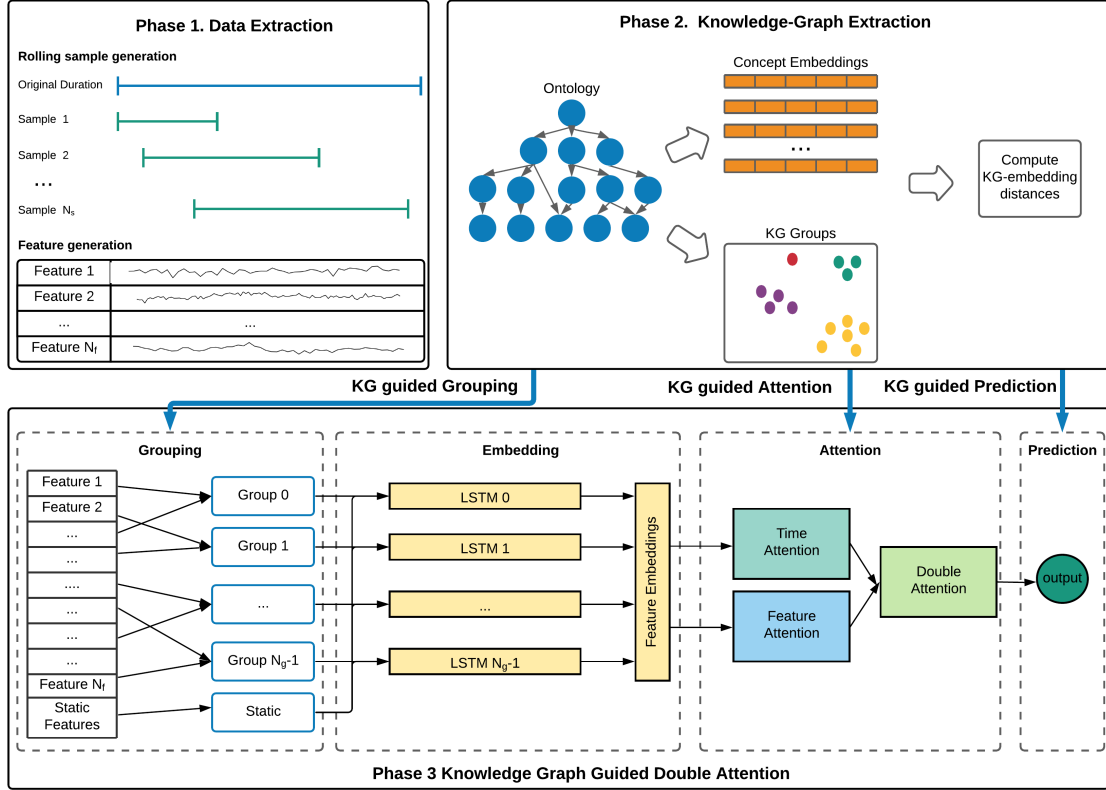 Phase 1. Data Extraction
Rolling sample generation
Original Duration
Sample 1
Sample 2
...
Sample Ns
Feature generation
Feature 1
Feature 2
... ...
Feature Nf
Phase 2. Knowledge-Graph Extraction
Ontology
Concept Embeddings
...
KG Groups
Compute
KG-embedding
distances
KG guided Grouping
KG guided Attention
KG guided Prediction
Grouping
Feature 1
Feature 2
...
...
....
...
...
...
Feature Nf
Static
Features
Group 0
Group 1
...
Group Ng-1
Static
Embedding
LSTM 0
LSTM 1
...
LSTM Ng-1
Feature Embeddings
Attention
Time
Attention
Feature
Attention
Double
Attention
Prediction
output
Phase 3 Knowledge Graph Guided Double Attention